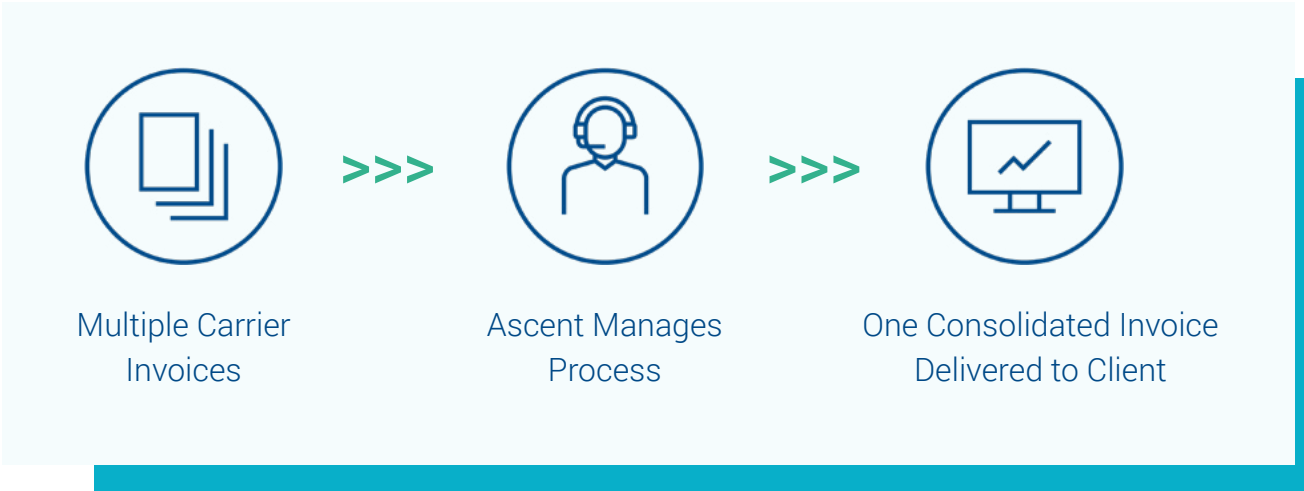 >>>
>>>
Multiple Carrier
Invoices
Ascent Manages
Process
One Consolidated Invoice
Delivered to Client